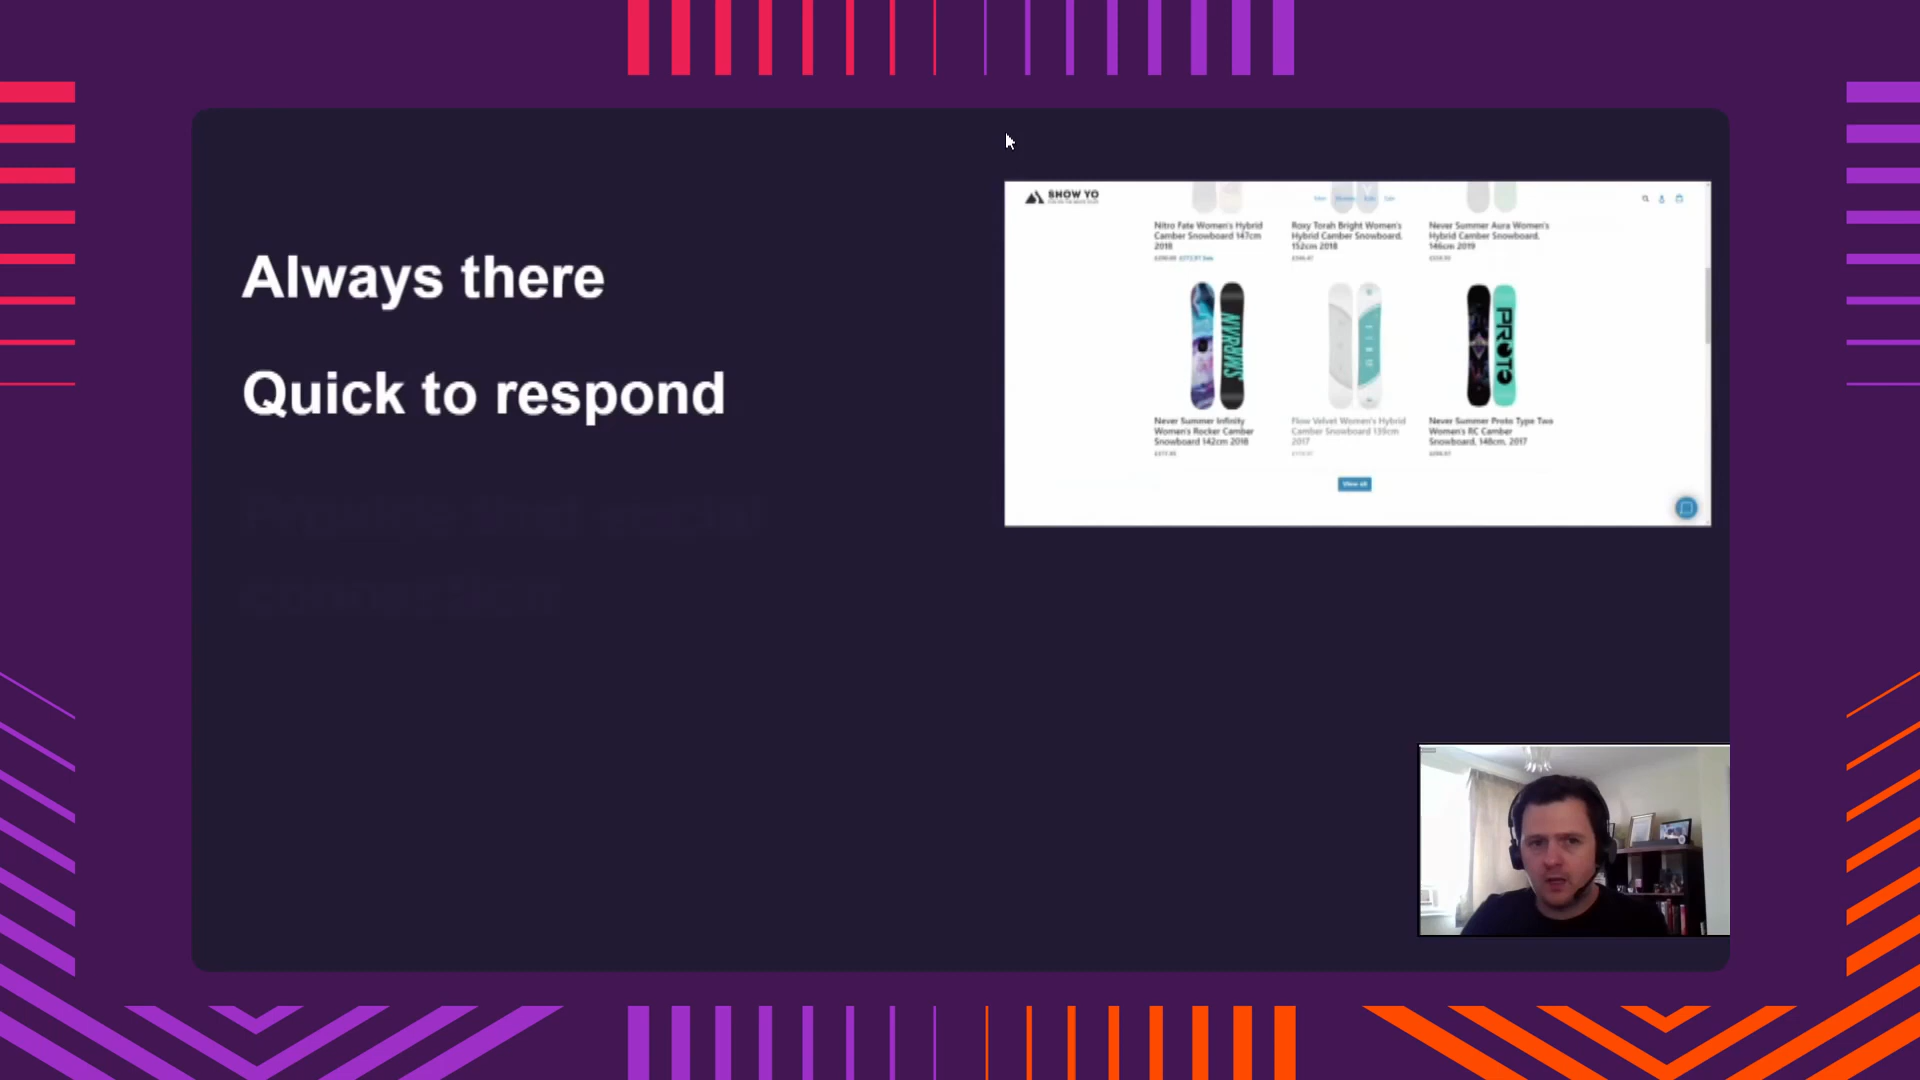 Always there
Quick to respond
SNOW YO
Nitro Fate Women's Hybrid
Camber Snowboard 147cm
2018
Roxy Torah Bright Women's
Hybrid Camber Snowboard,
152cm 2018
Never Summer Aura Women's
Hybrid Camber Snowboard,
146cm 2019
Never Summer Infinity
Women's Rocker Camber
Snowboard 142cm 2018
Flow Velvet Women's Hybrid
Camber Snowboard 139cm
2017
PROTO
Never Summer Proto Type Two
Women's RC Camber
Snowboard, 148cm, 2017
View all